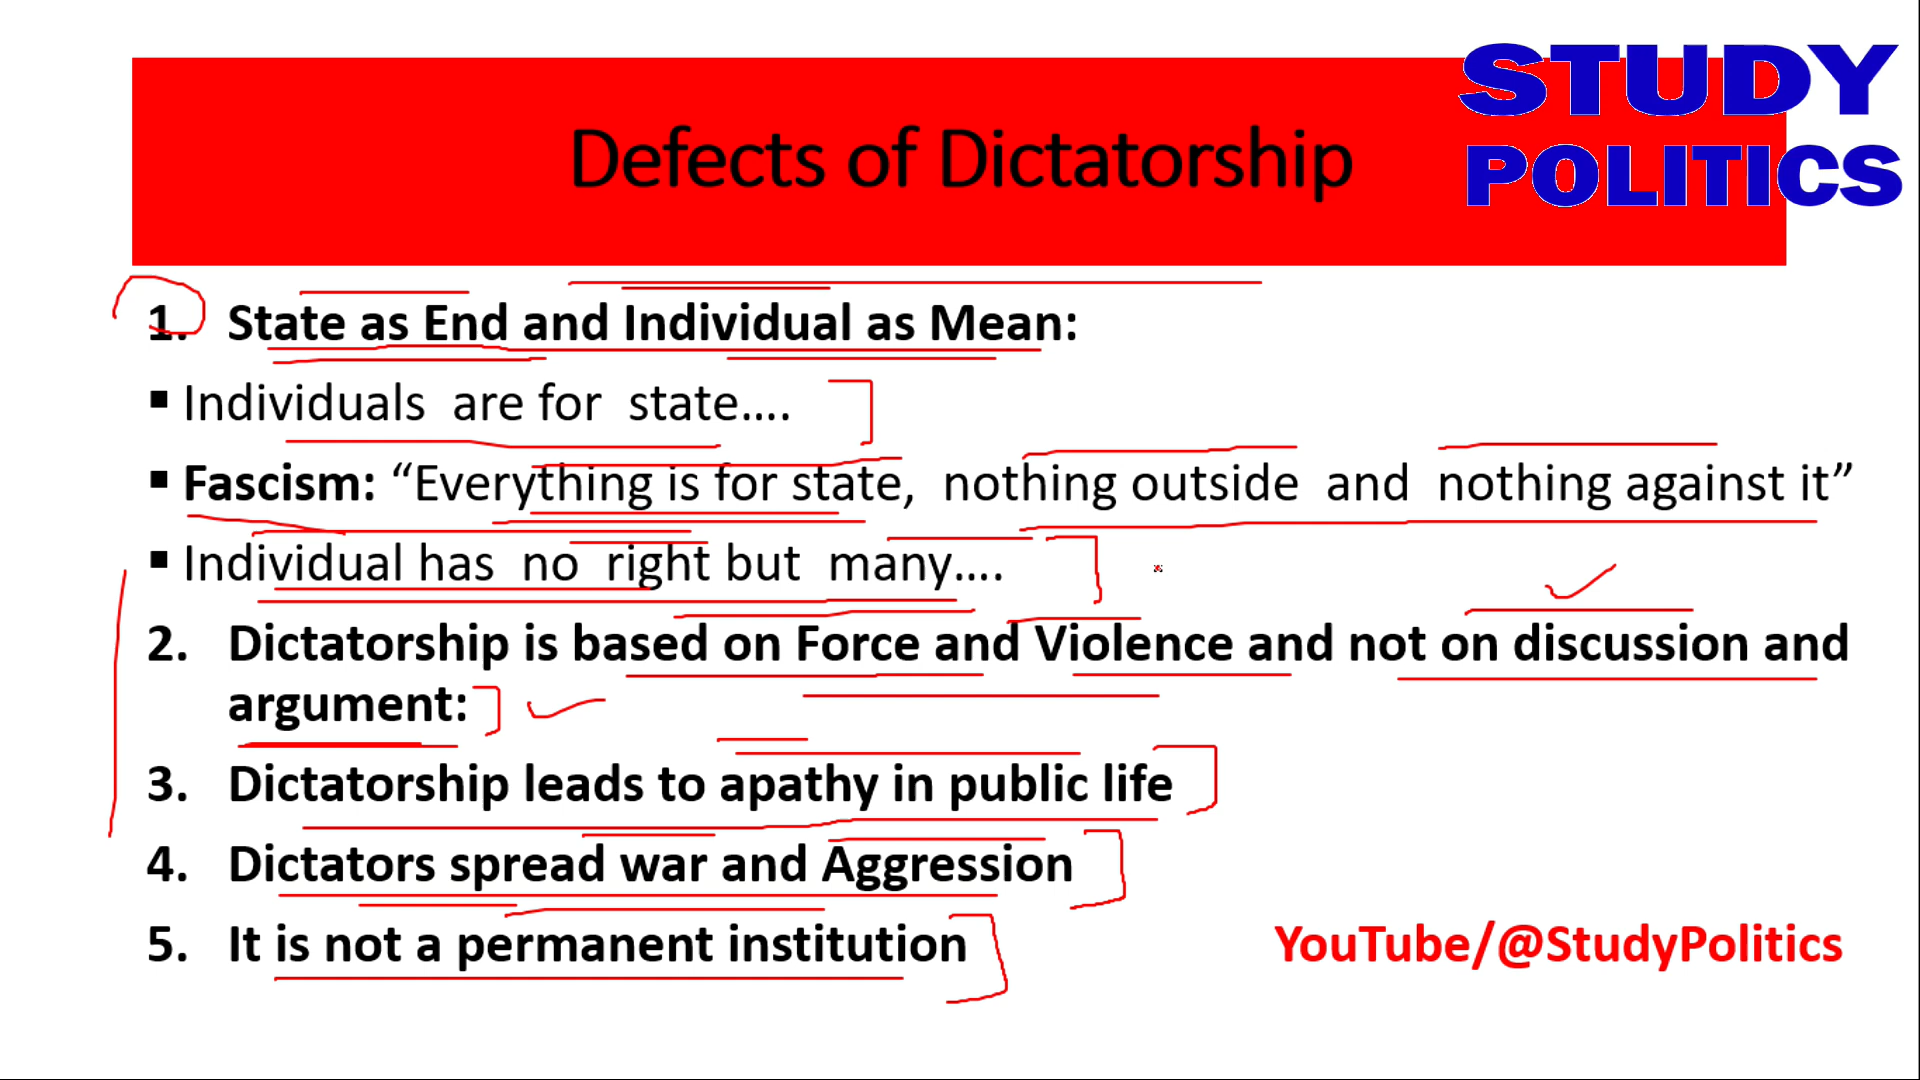 STUDY
POLITICS
Defects of Dictatorship
1. State as End and Individual as Mean:
▪ Individuals are for state....
▪ Fascism: “Everything is for state, nothing outside and nothing against it”
▪ Individual has no right but many....
2. Dictatorship is based on Force and Violence and not on discussion and
argument:
3. Dictatorship leads to apathy in public life
4. Dictators spread war and Aggression
5. It is not a permanent institution
YouTube/@StudyPolitics